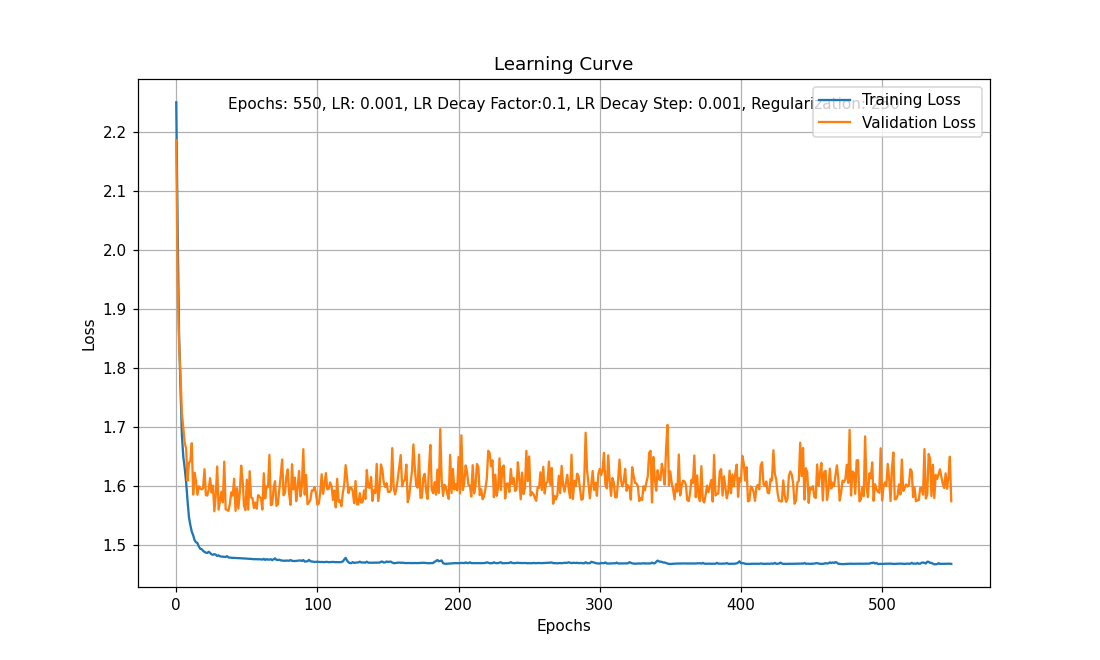 Learning Curve
Epochs: 550, LR: 0.001, LR Decay Factor:0.1, LR Decay Step: 0.001, Regularization: 250
Training Loss
Validation Loss
2.2
2.1
2.0
1.9
1.8
1.7
1.6
1.5
Loss
0 100 200 300 400 500
Epochs